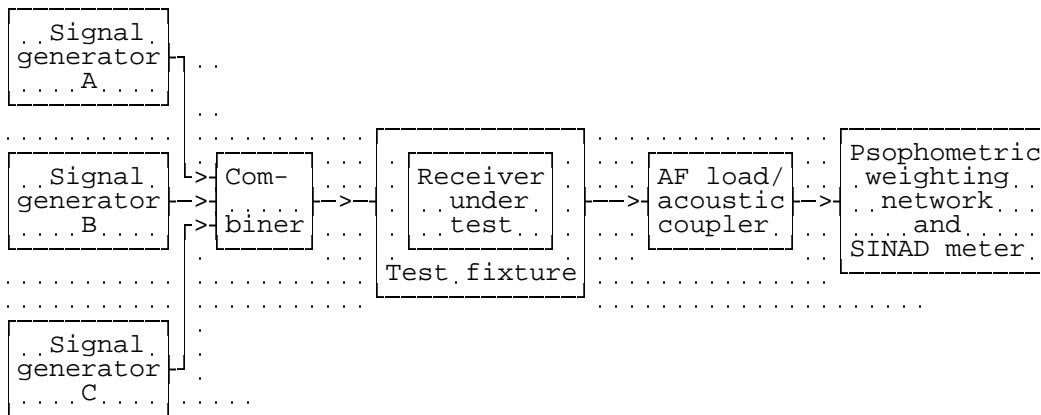 Signal
generator
A
Signal
generator
B
Signal
generator
C
Com-
biner
Receiver
under
test
Test fixture
AF load/
acoustic
coupler
Psophometric
weighting
network
and
SINAD meter